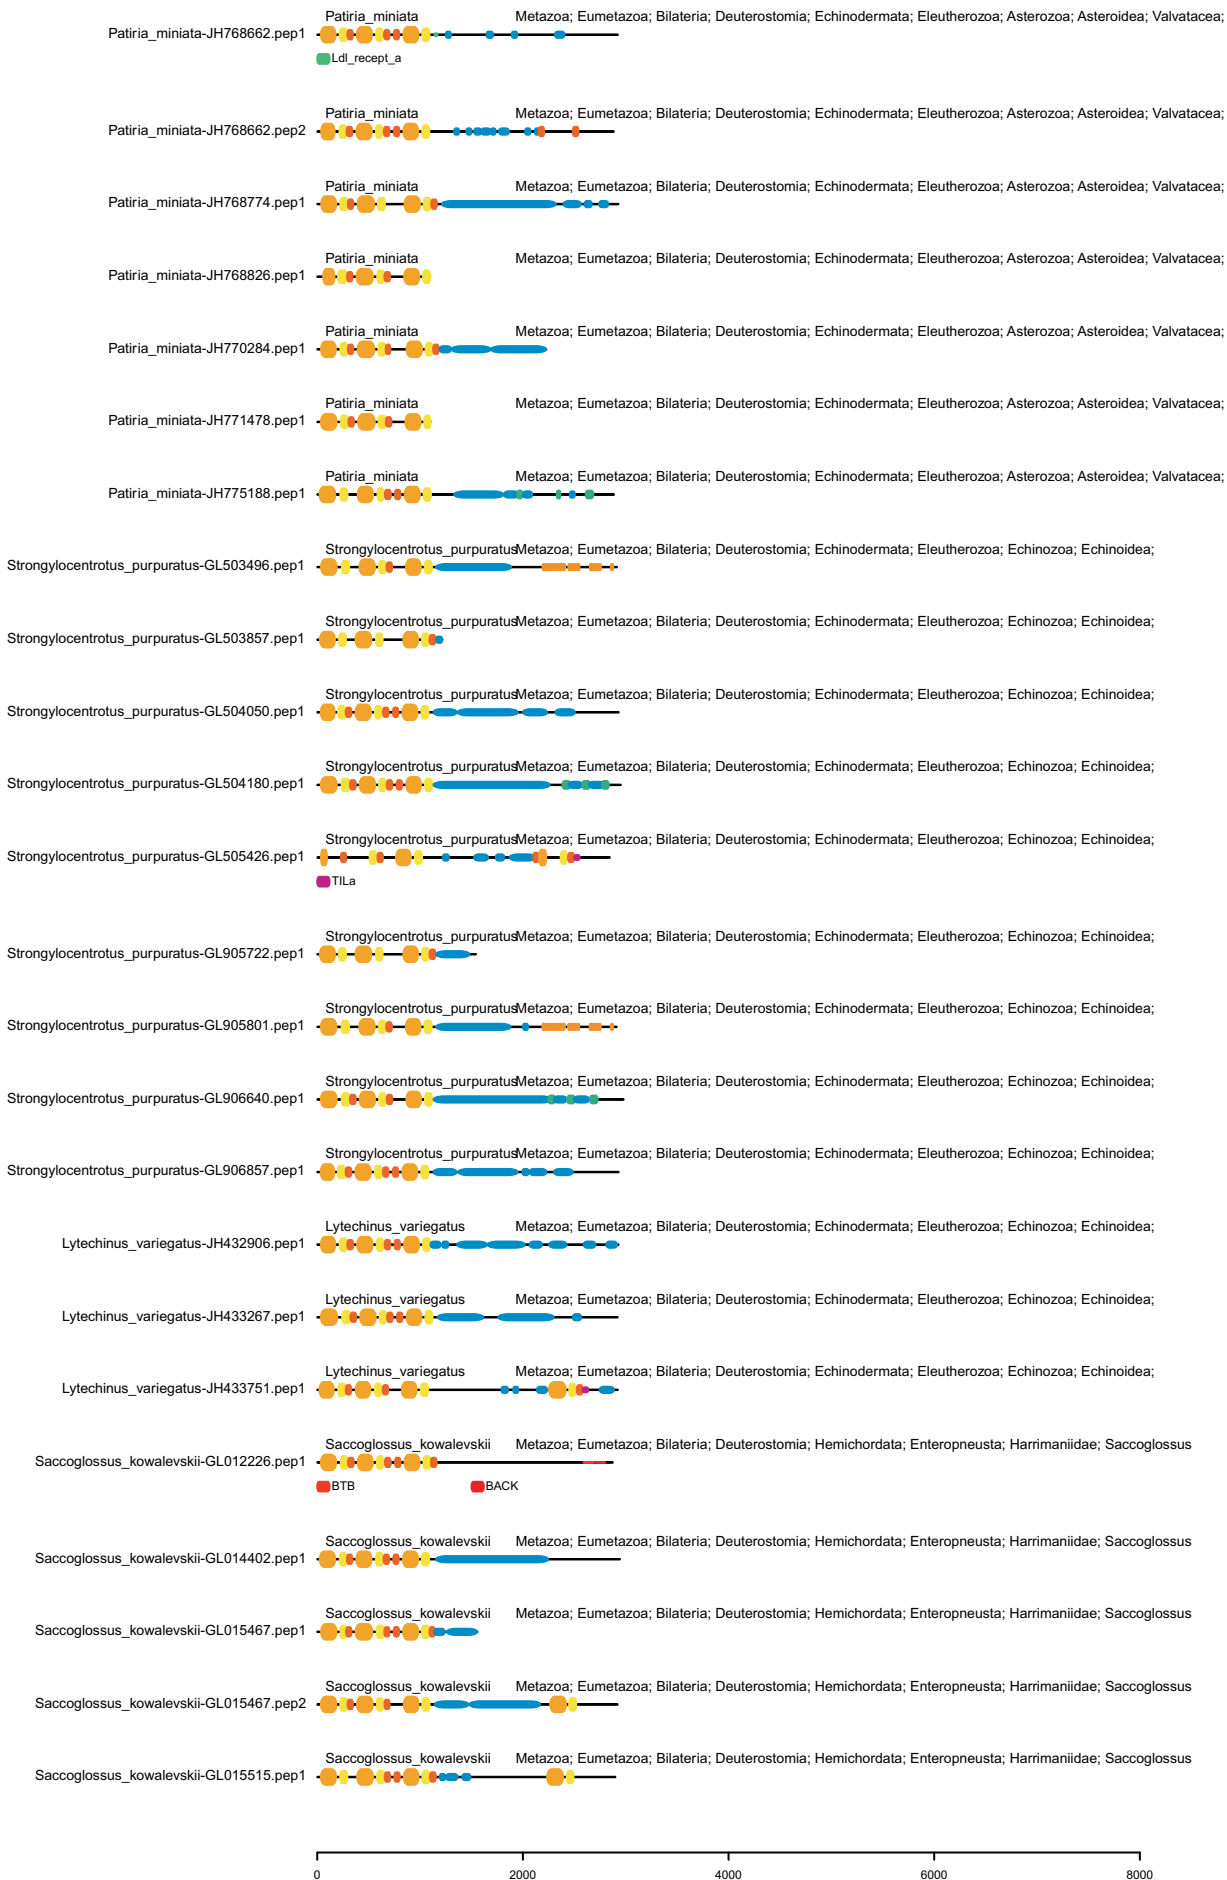 Patiria_miniata Metazoa; Eumetazoa; Bilateria; Deuterostomia; Echinodermata; Eleutherozoa; Asterozoa; Asteroidea; Valvatacea;
Patiria_miniata-JH768662.pep1
Ldl_recept_a
Patiria_miniata Metazoa; Eumetazoa; Bilateria; Deuterostomia; Echinodermata; Eleutherozoa; Asterozoa; Asteroidea; Valvatacea;
Patiria_miniata-JH768662.pep2
Patiria_miniata Metazoa; Eumetazoa; Bilateria; Deuterostomia; Echinodermata; Eleutherozoa; Asterozoa; Asteroidea; Valvatacea;
Patiria_miniata-JH768774.pep1
Patiria_miniata Metazoa; Eumetazoa; Bilateria; Deuterostomia; Echinodermata; Eleutherozoa; Asterozoa; Asteroidea; Valvatacea;
Patiria_miniata-JH768826.pep1
Patiria_miniata Metazoa; Eumetazoa; Bilateria; Deuterostomia; Echinodermata; Eleutherozoa; Asterozoa; Asteroidea; Valvatacea;
Patiria_miniata-JH770284.pep1
Patiria_miniata Metazoa; Eumetazoa; Bilateria; Deuterostomia; Echinodermata; Eleutherozoa; Asterozoa; Asteroidea; Valvatacea;
Patiria_miniata-JH771478.pep1
Patiria_miniata Metazoa; Eumetazoa; Bilateria; Deuterostomia; Echinodermata; Eleutherozoa; Asterozoa; Asteroidea; Valvatacea;
Patiria_miniata-JH775188.pep1
Strongylocentrotus_purpuratus Metazoa; Eumetazoa; Bilateria; Deuterostomia; Echinodermata; Eleutherozoa; Echinozoa; Echinoidea;
Strongylocentrotus_purpuratus-GL503496.pep1
Strongylocentrotus_purpuratus Metazoa; Eumetazoa; Bilateria; Deuterostomia; Echinodermata; Eleutherozoa; Echinozoa; Echinoidea;
Strongylocentrotus_purpuratus-GL503857.pep1
Strongylocentrotus_purpuratus Metazoa; Eumetazoa; Bilateria; Deuterostomia; Echinodermata; Eleutherozoa; Echinozoa; Echinoidea;
Strongylocentrotus_purpuratus-GL504050.pep1
Strongylocentrotus_purpuratus Metazoa; Eumetazoa; Bilateria; Deuterostomia; Echinodermata; Eleutherozoa; Echinozoa; Echinoidea;
Strongylocentrotus_purpuratus-GL504180.pep1
Strongylocentrotus_purpuratus Metazoa; Eumetazoa; Bilateria; Deuterostomia; Echinodermata; Eleutherozoa; Echinozoa; Echinoidea;
Strongylocentrotus_purpuratus-GL505426.pep1
TILa
Strongylocentrotus_purpuratus Metazoa; Eumetazoa; Bilateria; Deuterostomia; Echinodermata; Eleutherozoa; Echinozoa; Echinoidea;
Strongylocentrotus_purpuratus-GL905722.pep1
Strongylocentrotus_purpuratus Metazoa; Eumetazoa; Bilateria; Deuterostomia; Echinodermata; Eleutherozoa; Echinozoa; Echinoidea;
Strongylocentrotus_purpuratus-GL905801.pep1
Strongylocentrotus_purpuratus Metazoa; Eumetazoa; Bilateria; Deuterostomia; Echinodermata; Eleutherozoa; Echinozoa; Echinoidea;
Strongylocentrotus_purpuratus-GL906640.pep1
Strongylocentrotus_purpuratus Metazoa; Eumetazoa; Bilateria; Deuterostomia; Echinodermata; Eleutherozoa; Echinozoa; Echinoidea;
Strongylocentrotus_purpuratus-GL906857.pep1
Lytechinus_variegatus Metazoa; Eumetazoa; Bilateria; Deuterostomia; Echinodermata; Eleutherozoa; Echinozoa; Echinoidea;
Lytechinus_variegatus-JH432906.pep1
Lytechinus_variegatus Metazoa; Eumetazoa; Bilateria; Deuterostomia; Echinodermata; Eleutherozoa; Echinozoa; Echinoidea;
Lytechinus_variegatus-JH433267.pep1
Lytechinus_variegatus Metazoa; Eumetazoa; Bilateria; Deuterostomia; Echinodermata; Eleutherozoa; Echinozoa; Echinoidea;
Lytechinus_variegatus-JH433751.pep1
Saccoglossus_kowalevskii Metazoa; Eumetazoa; Bilateria; Deuterostomia; Hemichordata; Enteropneusta; Harrimaniidae; Saccoglossus
Saccoglossus_kowalevskii-GL012226.pep1
BTB BACK
Saccoglossus_kowalevskii Metazoa; Eumetazoa; Bilateria; Deuterostomia; Hemichordata; Enteropneusta; Harrimaniidae; Saccoglossus
Saccoglossus_kowalevskii-GL014402.pep1
Saccoglossus_kowalevskii Metazoa; Eumetazoa; Bilateria; Deuterostomia; Hemichordata; Enteropneusta; Harrimaniidae; Saccoglossus
Saccoglossus_kowalevskii-GL015467.pep1
Saccoglossus_kowalevskii Metazoa; Eumetazoa; Bilateria; Deuterostomia; Hemichordata; Enteropneusta; Harrimaniidae; Saccoglossus
Saccoglossus_kowalevskii-GL015467.pep2
Saccoglossus_kowalevskii Metazoa; Eumetazoa; Bilateria; Deuterostomia; Hemichordata; Enteropneusta; Harrimaniidae; Saccoglossus
Saccoglossus_kowalevskii-GL015515.pep1
0 2000 4000 6000 8000